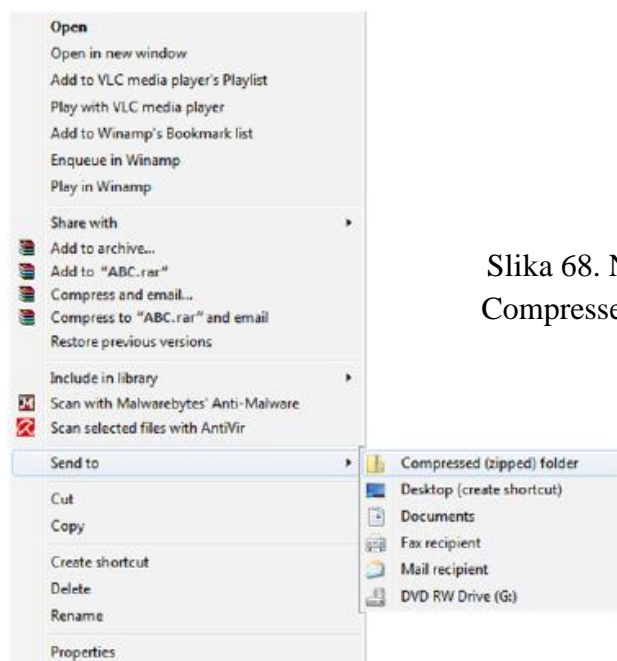 Open
Open in new window
Add to VLC media player's Playlist
Play with VLC media player
Add to Winamp's Bookmark list
Enqueue in Winamp
Play in Winamp
Share with
Add to archive...
Add to "ABC.rar"
Compress and email...
Compress to "ABC.rar" and email
Restore previous versions
Include in library
Scan with Malwarebytes' Anti-Malware
Scan selected files with AntiVir
Send to
Cut
Copy
Create shortcut
Delete
Rename
Properties
Compressed (zipped) folder
Desktop (create shortcut)
Documents
Fax recipient
Mail recipient
DVD RW Drive (G:)
Slika 68.